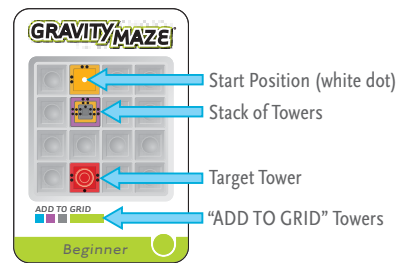 GRAVITY MAZE
Start Position (white dot)
Stack of Towers
Target Tower
ADD TO GRID
“ADD TO GRID” Towers
Beginner